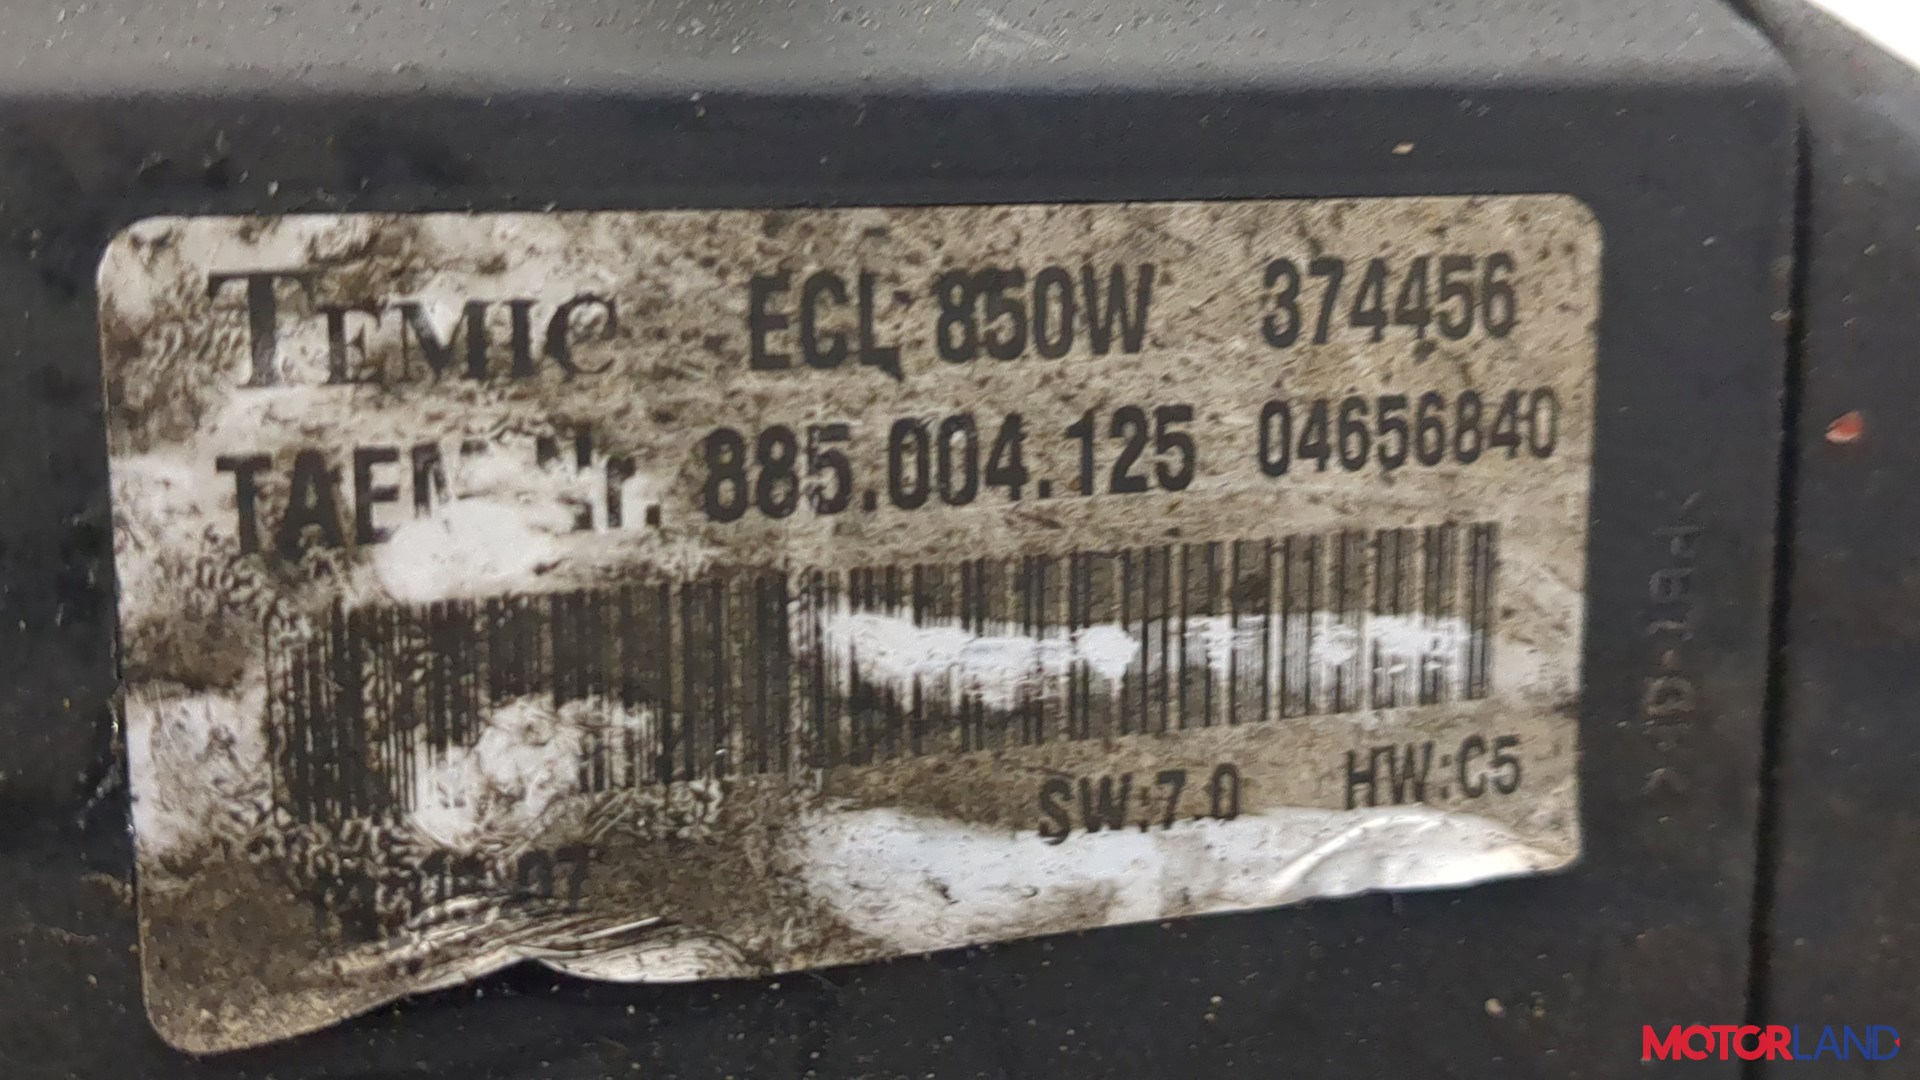 TEMIC ECL 850W 374456
885.004.125 04656840
SW:7.0 HW:C5
MOTORLAND